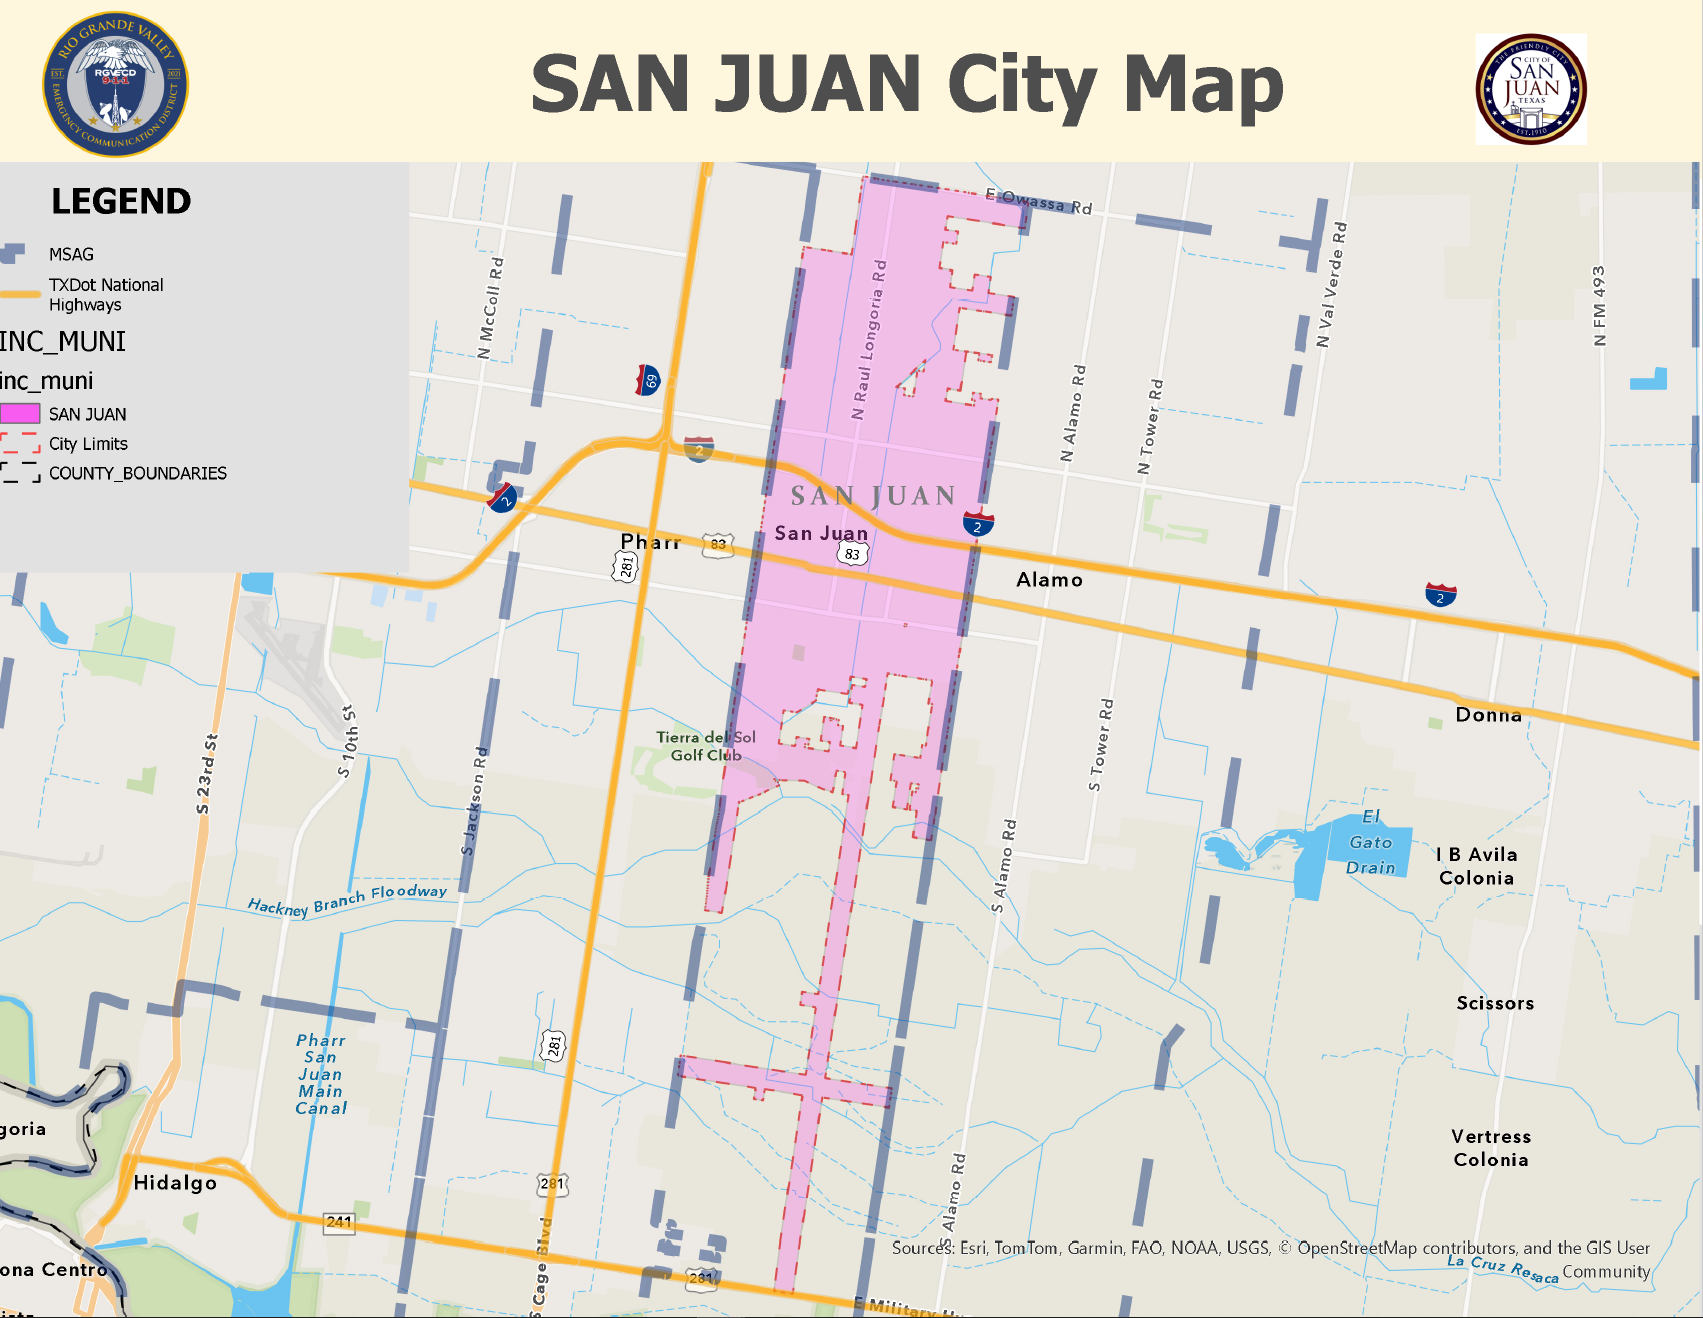 RIO GRANDE VALLEY
EST.
2021
RGVECD
911
EMERGENCY COMMUNICATION DISTRICT
SAN JUAN City Map
THE FRIENDLY CITY
CITY OF
SAN
JUAN
TEXAS
EST. 1910
LEGEND
MSAG
TXDot National
Highways
INC_MUNI
inc_muni
SAN JUAN
City Limits
COUNTY_BOUNDARIES
E Owassa Rd
N McColl Rd
N Raul Longoria Rd
N Val Verde Rd
N FM 493
N Alamo Rd
N Tower Rd
69
2
2
SAN JUAN
San Juan
2
83
83
Pharr
281
Alamo
2
Donna
Tierra del Sol
Golf Club
S 23rd St
S 10th St
S Jackson Rd
S Tower Rd
S Alamo Rd
El
Gato
Drain
I B Avila
Colonia
Hackney Branch Floodway
Scissors
Pharr
San
Juan
Main
Canal
281
goria
Vertress
Colonia
Hidalgo
281
241
S Cage Blvd
S Alamo Rd
281
ona Centro
E Military H
La Cruz Resaca
Sources: Esri, TomTom, Garmin, FAO, NOAA, USGS, © OpenStreetMap contributors, and the GIS User
Community